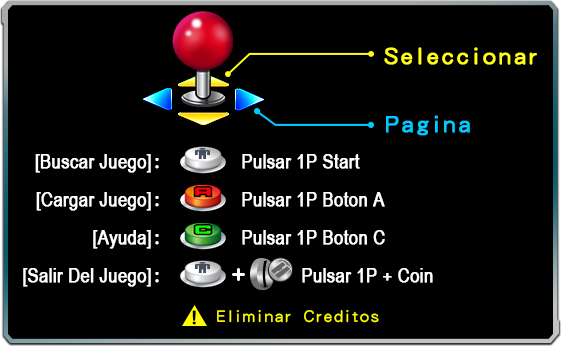 Seleccionar
Pagina
[Buscar Juego]: Pulsar 1P Start
[Cargar Juego]: A Pulsar 1P Boton A
[Ayuda]: C Pulsar 1P Boton C
[Salir Del Juego]: + Pulsar 1P + Coin
Eliminar Creditos